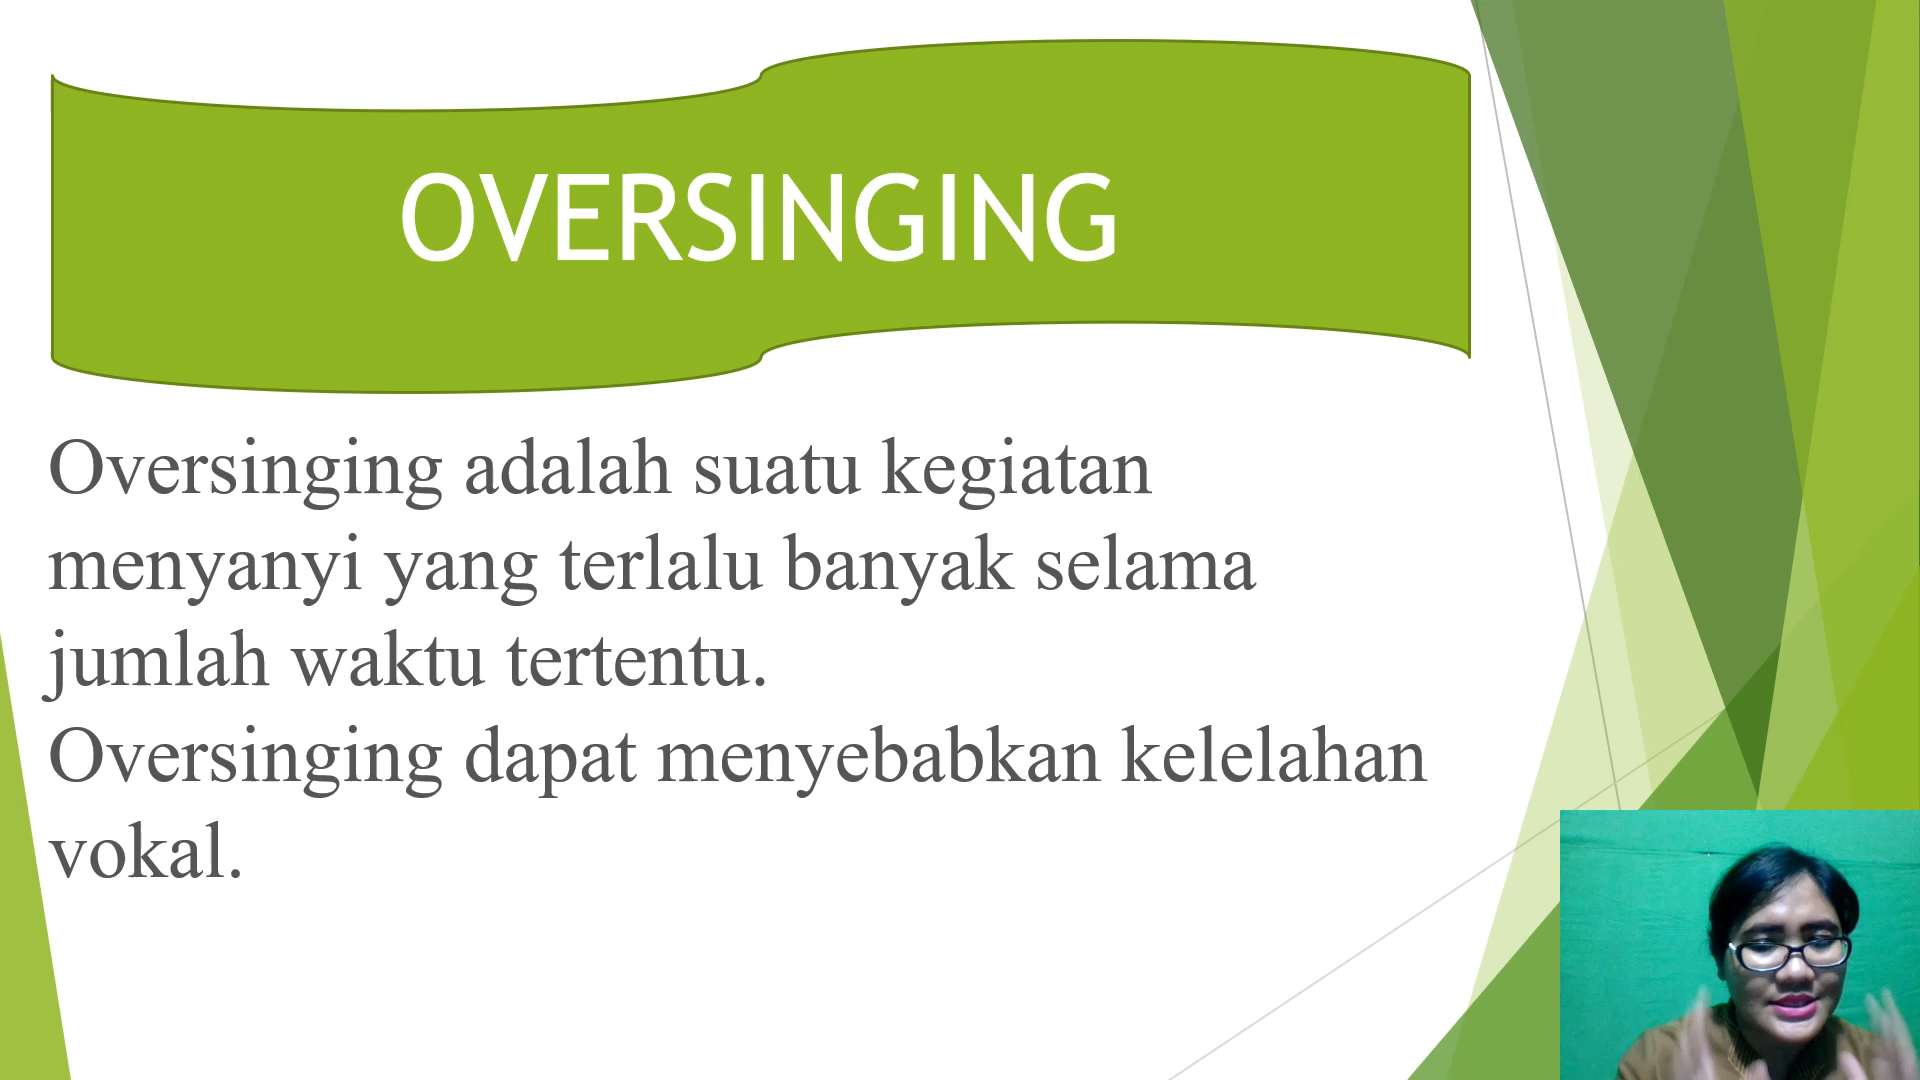 OVERSINGING
Oversinging adalah suatu kegiatan
menyanyi yang terlalu banyak selama
jumlah waktu tertentu.
Oversinging dapat menyebabkan kelelahan
vokal.